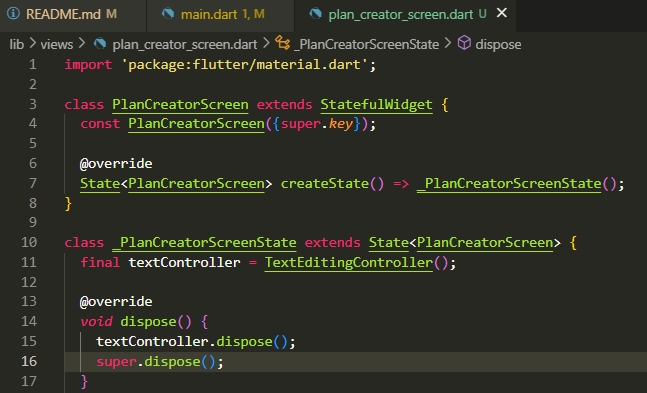 README.md M main.dart 1, M plan_creator_screen.dart U
lib > views > plan_creator_screen.dart > _PlanCreatorScreenState > dispose
1 import 'package:flutter/material.dart';
2
3 class PlanCreatorScreen extends StatefulWidget {
4 const PlanCreatorScreen({super.key});
5
6 @override
7 State<PlanCreatorScreen> createState() => _PlanCreatorScreenState();
8 }
9
10 class _PlanCreatorScreenState extends State<PlanCreatorScreen> {
11 final textController = TextEditingController();
12
13 @override
14 void dispose() {
15 textController.dispose();
16 super.dispose();
17 }